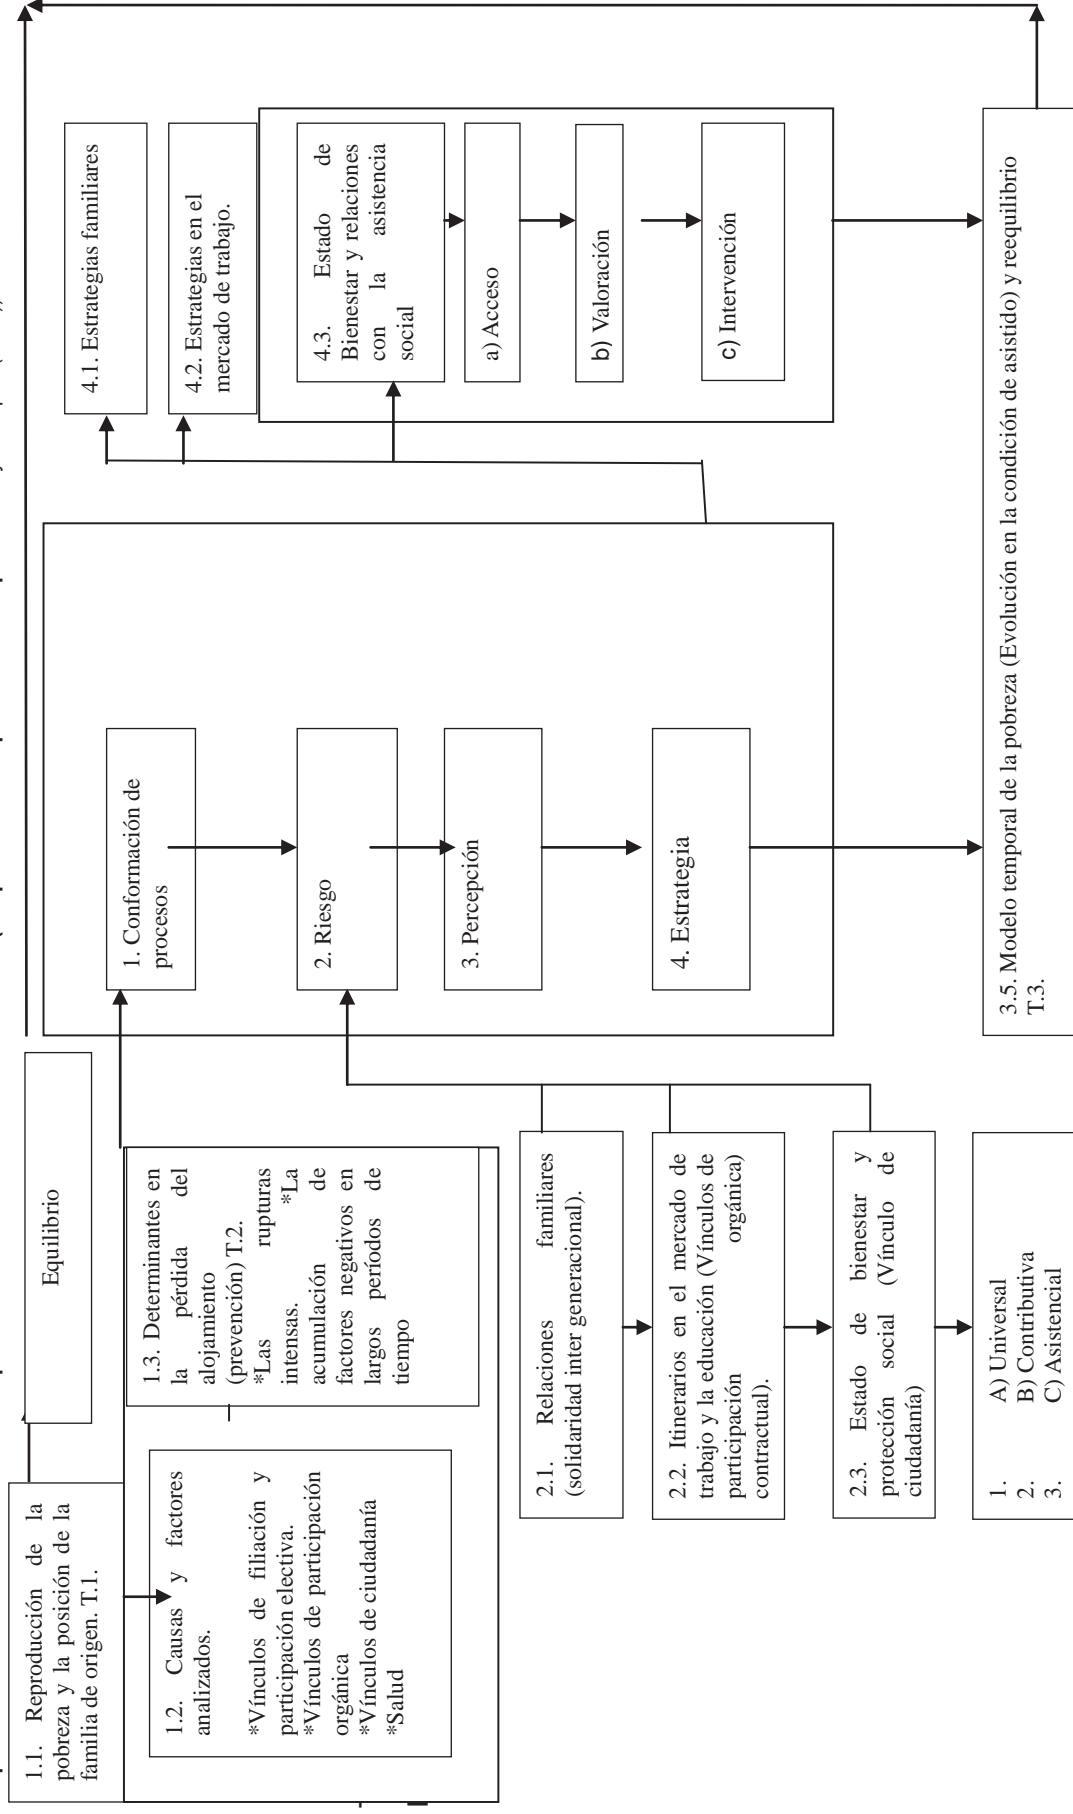 1.1. Reproducción de la
pobreza y la posición de la
familia de origen. T.1.
Equilibrio
1.2. Causas y factores
analizados.
*Vínculos de filiación y
participación electiva.
*Vínculos de participación
orgánica
*Vínculos de ciudadanía
*Salud
1.3. Determinantes en
la pérdida del
alojamiento
(prevención) T.2.
*Las rupturas
intensas. *La
acumulación de
factores negativos en
largos períodos de
tiempo
2.1. Relaciones familiares
(solidaridad inter generacional).
2.2. Itinerarios en el mercado de
trabajo y la educación (Vínculos de
participación orgánica)
contractual).
2.3. Estado de bienestar y
protección social (Vínculo de
ciudadanía)
1. A) Universal
2. B) Contributiva
3. C) Asistencial
1. Conformación de
procesos
2. Riesgo
3. Percepción
4. Estrategia
4.1. Estrategias familiares
4.2. Estrategias en el
mercado de trabajo.
4.3. Estado de
Bienestar y relaciones
con la asistencia
social
a) Acceso
b) Valoración
c) Intervención
3.5. Modelo temporal de la pobreza (Evolución en la condición de asistido) y reequilibrio
T.3.